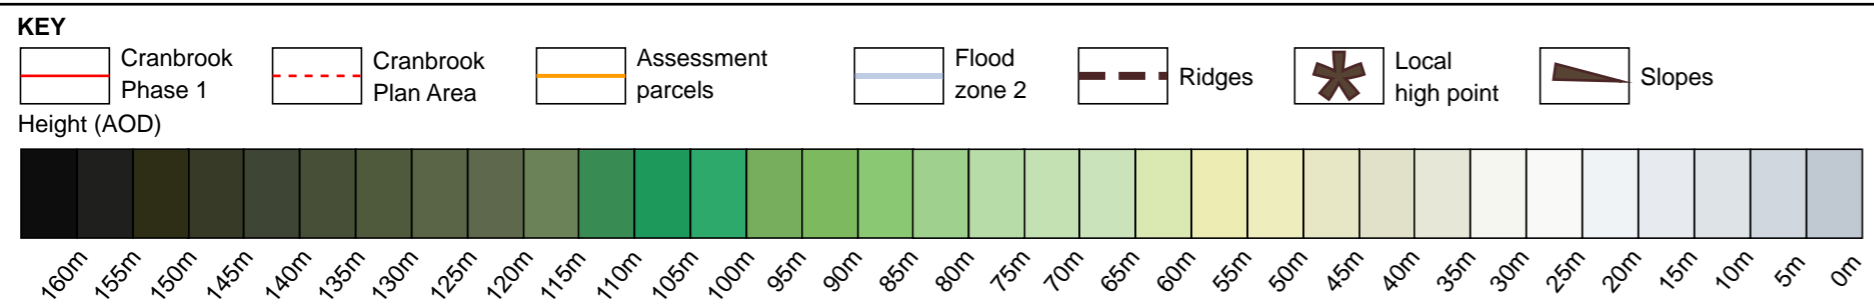 KEY
Cranbrook
Phase 1
Cranbrook
Plan Area
Assessment
parcels
Flood
zone 2
Ridges
Local
high point
Slopes
Height (AOD)
160m 155m 150m 145m 140m 135m 130m 125m 120m 115m 110m 105m 100m 95m 90m 85m 80m 75m 70m 65m 60m 55m 50m 45m 40m 35m 30m 25m 20m 15m 10m 5m 0m